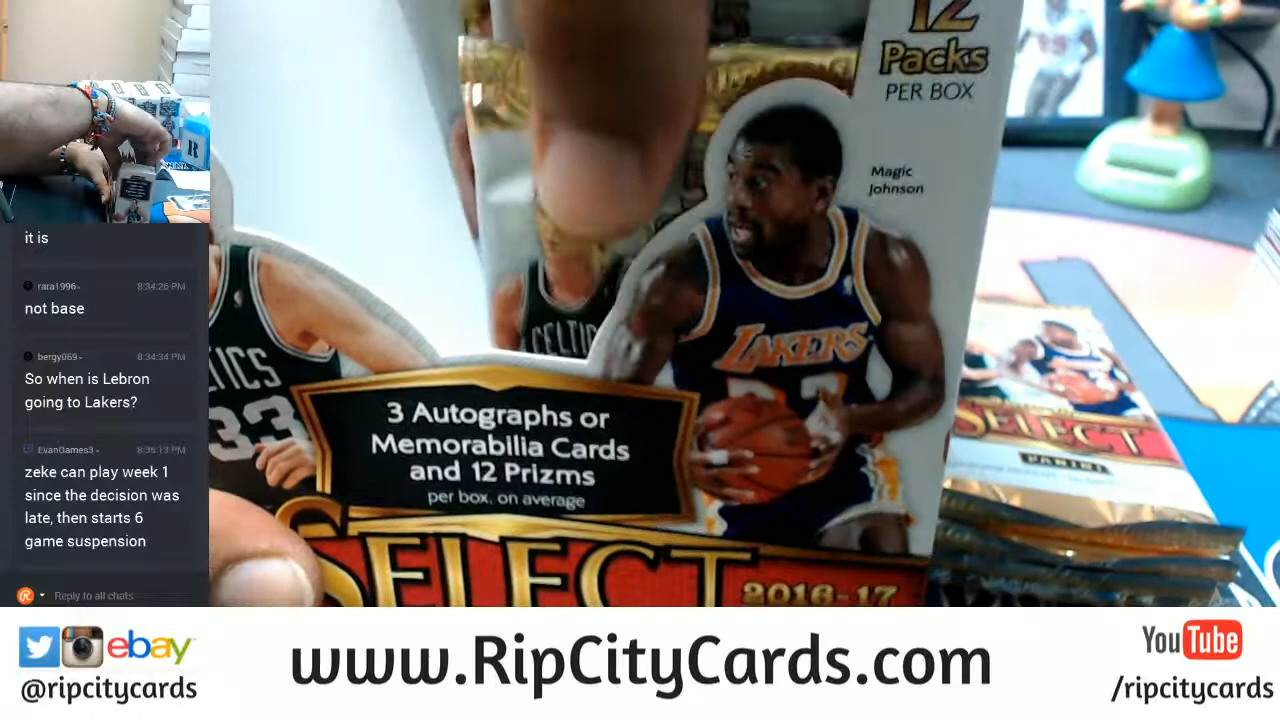 12
Packs
PER BOX
Magic
Johnson
CELTICS
LAKERS
33
3 Autographs or
Memorabilia Cards
and 12 Prizms
per box, on average
SELECT
2016-17
SELECT
PANINI
R
it is
rara1996
8:34:26 PM
not base
bergy069
8:34:34 PM
So when is Lebron
going to Lakers?
EvanGames3
8:35:13 PM
zeke can play week 1
since the decision was
late, then starts 6
game suspension
Reply to all chats
ebay
@ripcitycards
www.RipCityCards.com
YouTube
/ripcitycards